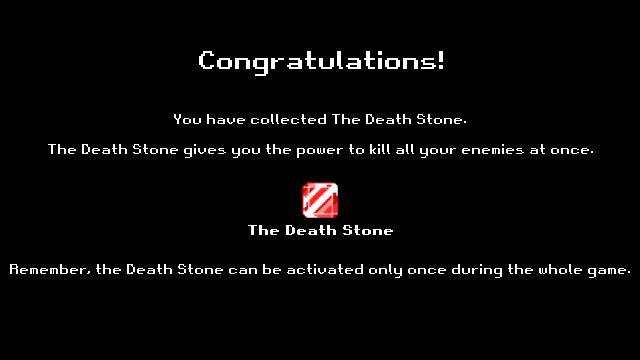 Congratulations!
You have collected The Death Stone.
The Death Stone gives you the power to kill all your enemies at once.
The Death Stone
Remember, the Death Stone can be activated only once during the whole game.